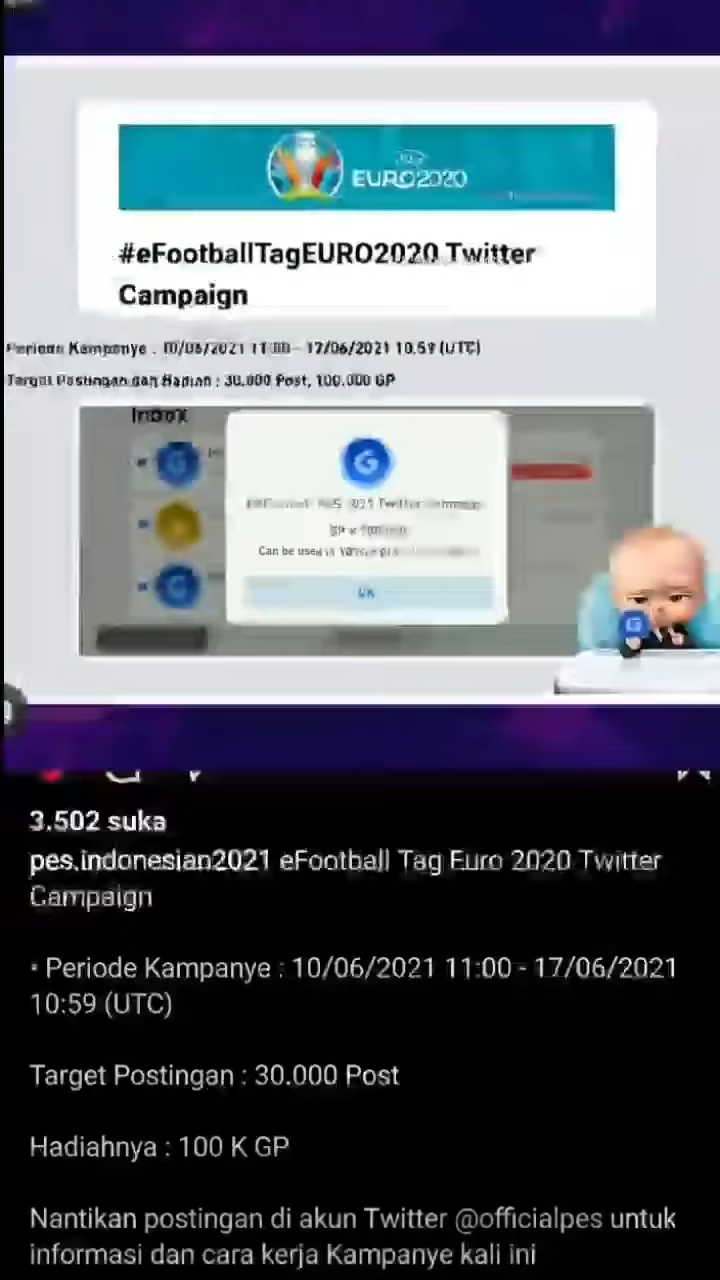 EURO2020
#eFootballTagEURO2020 Twitter
Campaign
Periode Kampanye : 10/06/2021 11:00 - 17/06/2021 10.59 (UTC)
Target Postingan dan Hadiah : 30.000 Post, 100.000 GP
Inbox
Can be used
OK
3.502 suka
pes.indonesian2021 eFootball Tag Euro 2020 Twitter
Campaign
• Periode Kampanye : 10/06/2021 11:00 - 17/06/2021
10:59 (UTC)
Target Postingan : 30.000 Post
Hadiahnya : 100 K GP
Nantikan postingan di akun Twitter @officialpes untuk
informasi dan cara kerja Kampanye kali ini